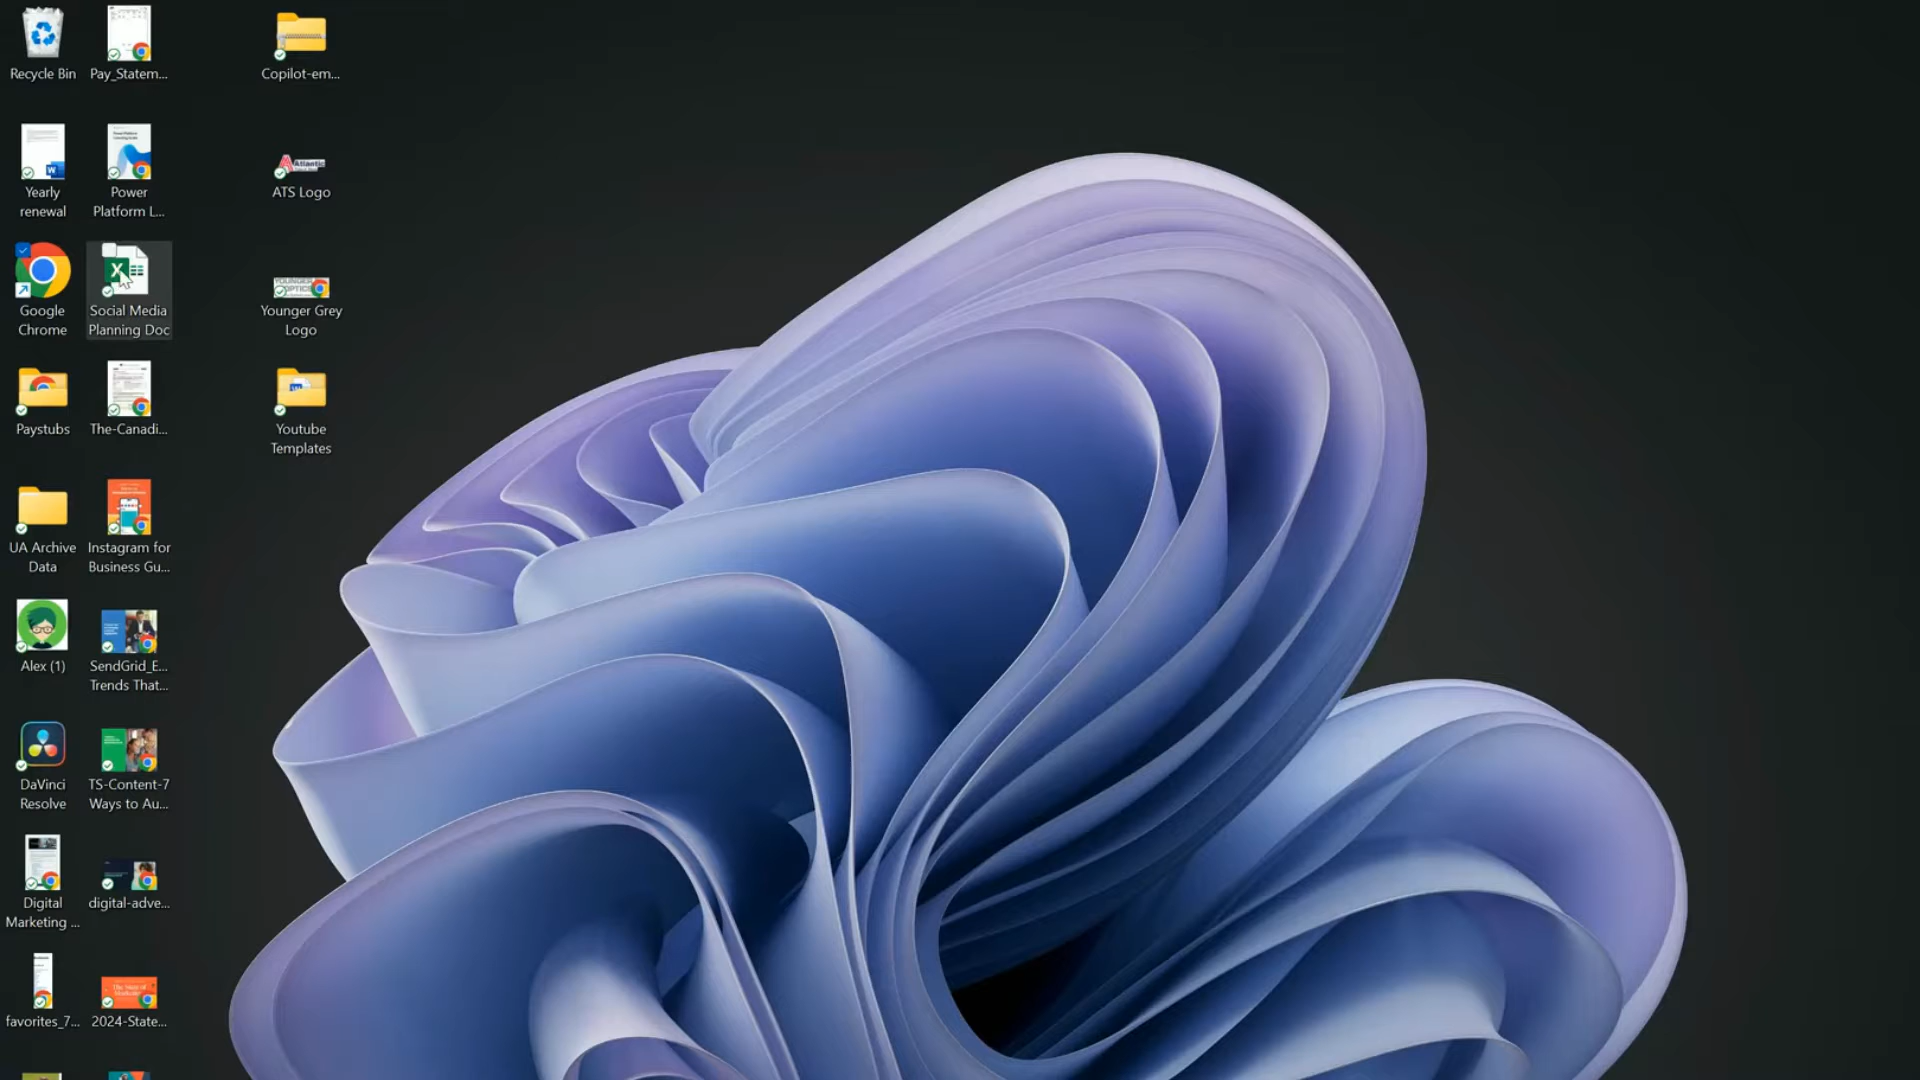 Recycle Bin
Pay_Statem...
Copilot-em...
Yearly
renewal
Power
Platform L...
ATS Logo
Google
Chrome
Social Media
Planning Doc
Younger Grey
Logo
Paystubs
The-Canadi...
Youtube
Templates
UA Archive
Data
Instagram for
Business Gu...
Alex (1)
SendGrid_E...
Trends That...
DaVinci
Resolve
TS-Content-7
Ways to Au...
Digital
Marketing ...
digital-adve...
favorites_7...
2024-State...